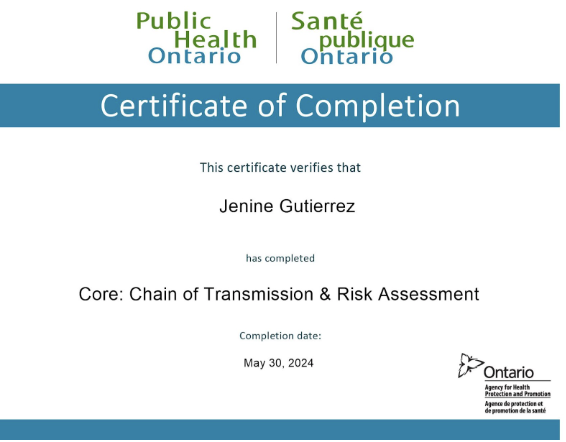 Public
Health
Ontario
Santé
publique
Ontario
Certificate of Completion
This certificate verifies that
Jenine Gutierrez
has completed
Core: Chain of Transmission & Risk Assessment
Completion date:
May 30, 2024
Ontario
Agency for Health
Protection and Promotion
Agence de protection et
de promotion de la santé